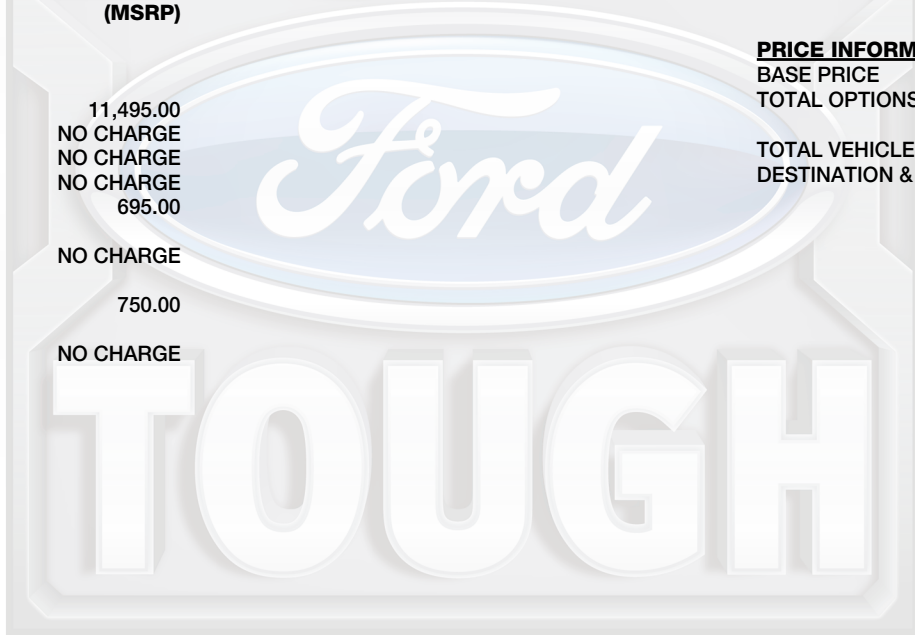 (MSRP)
11,495.00
NO CHARGE
NO CHARGE
NO CHARGE
695.00
NO CHARGE
750.00
NO CHARGE
PRICE INFORM
BASE PRICE
TOTAL OPTIONS
TOTAL VEHICLE
DESTINATION &
Ford
TOUGH